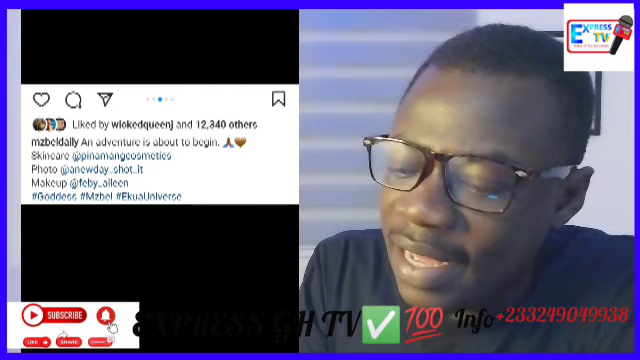 EXPRESS
TV
Liked by wickedqueenj and 12,340 others
mzbeldaily An adventure is about to begin. 🙏🏾🤎
Skincare @pinamangcosmetics
Photo @anewday_shot_it
Makeup @feby_aileen
#Goddess #Mzbel #EkuaUniverse
SUBSCRIBE
LIKE
SHARE
EXPRESS GH TV✅💯 Info+233249049938